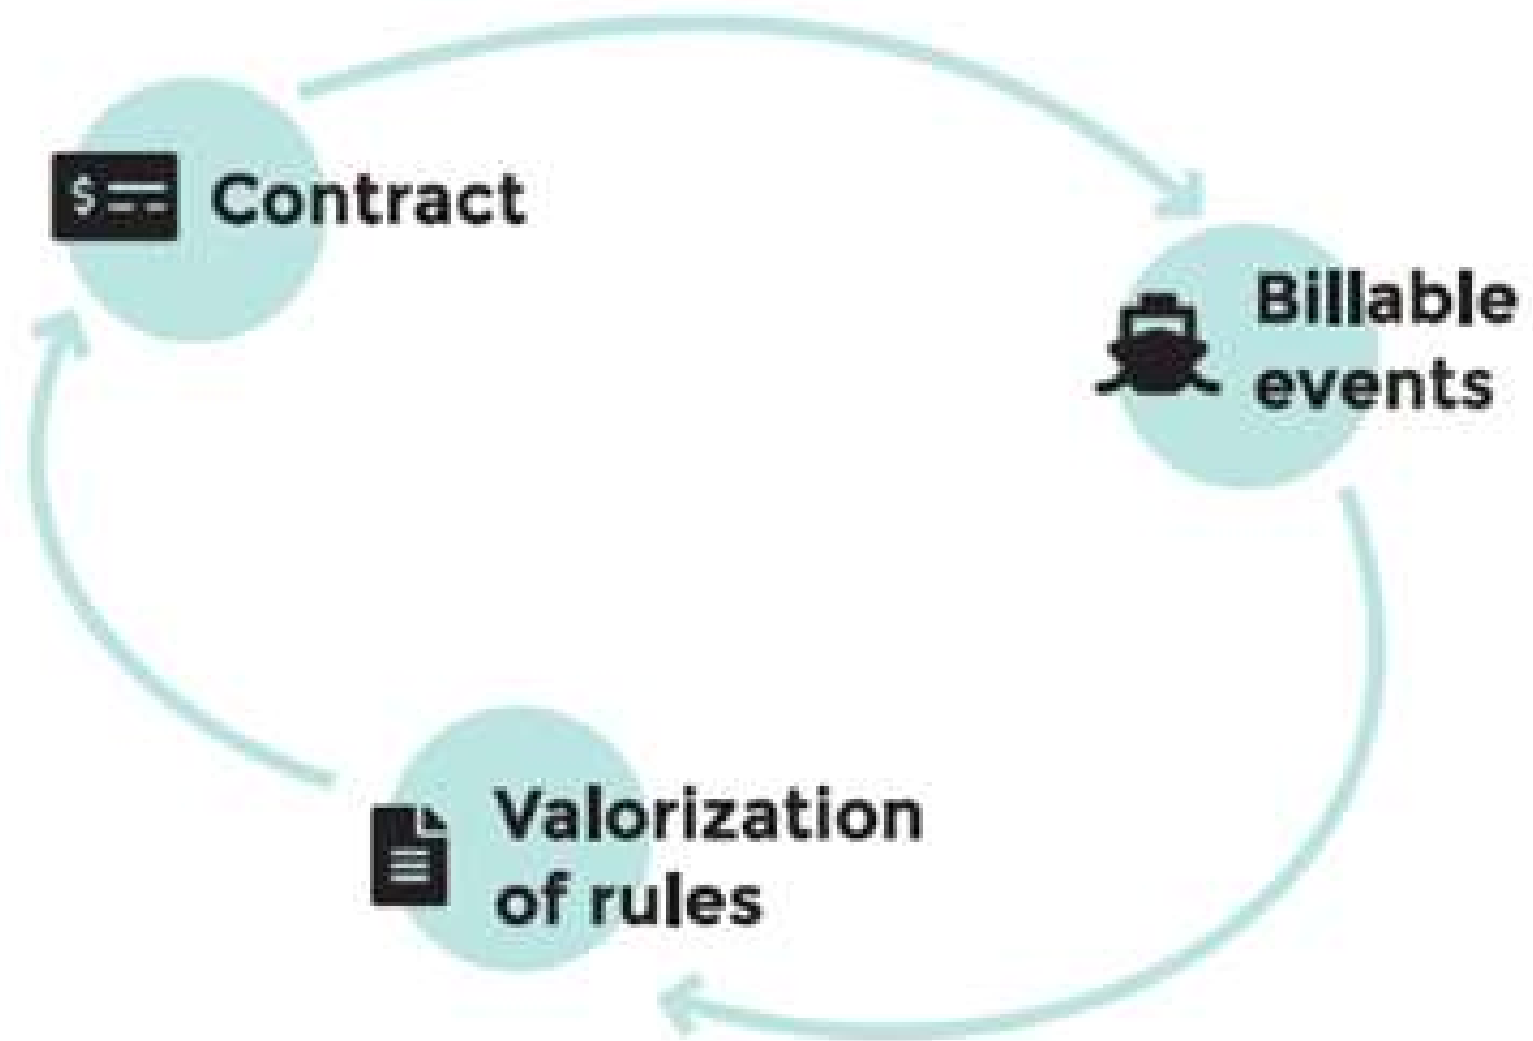 $
Contract
Billable
events
Valorization
of rules